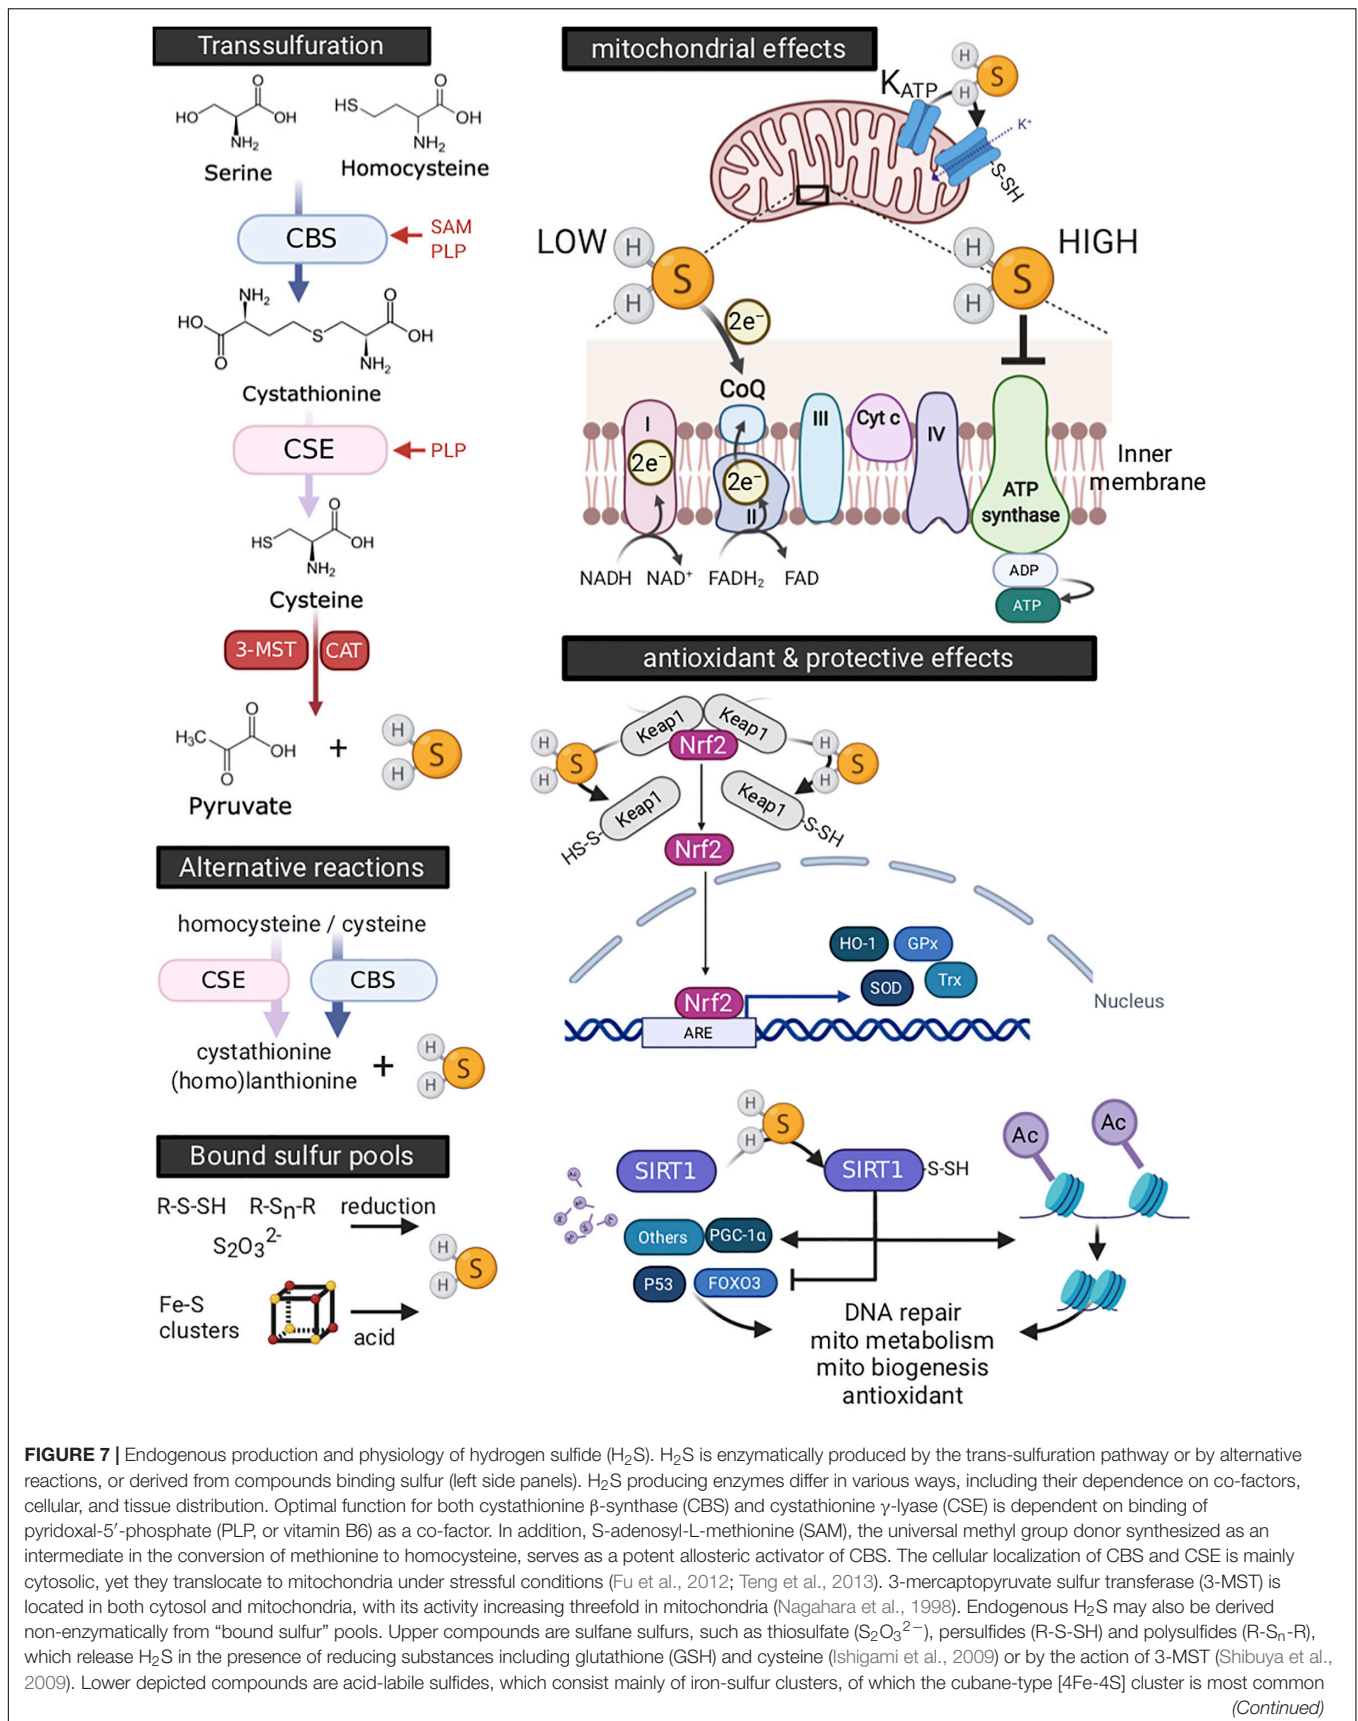 Transsulfuration
HO
O
OH
NH2
Serine
HS
O
OH
NH2
Homocysteine
CBS
SAM
PLP
NH2
HO
O
S
O
OH
NH2
Cystathionine
CSE
PLP
HS
O
OH
NH2
Cysteine
3-MST
CAT
H3C
O
O
OH
+
H
H
S
Pyruvate
Alternative reactions
homocysteine / cysteine
CSE
CBS
cystathionine
(homo)lanthionine
+
H
H
S
Bound sulfur pools
R-S-SH R-Sn-R reduction
S2O3 2-
H
H
S
Fe-S
clusters
acid
mitochondrial effects
KATP
H
H
S
K+
S-SH
LOW
H
H
S
2e-
HIGH
H
H
S
CoQ
I
2e-
2e-
II
III
Cyt c
IV
ATP
synthase
Inner
membrane
NADH NAD+ FADH2 FAD
ADP
ATP
antioxidant & protective effects
Keap1
Keap1
Nrf2
H
H
S
H
H
S
HS-S-
Keap1
Keap1
-S-SH
Nrf2
HO-1
GPx
SOD
Trx
Nucleus
Nrf2
ARE
H
H
S
SIRT1
SIRT1
-S-SH
Ac
Ac
Others
PGC-1α
P53
FOXO3
DNA repair
mito metabolism
mito biogenesis
antioxidant
FIGURE 7 | Endogenous production and physiology of hydrogen sulfide (H2S). H2S is enzymatically produced by the trans-sulfuration pathway or by alternative
reactions, or derived from compounds binding sulfur (left side panels). H2S producing enzymes differ in various ways, including their dependence on co-factors,
cellular, and tissue distribution. Optimal function for both cystathionine β-synthase (CBS) and cystathionine γ-lyase (CSE) is dependent on binding of
pyridoxal-5′-phosphate (PLP, or vitamin B6) as a co-factor. In addition, S-adenosyl-L-methionine (SAM), the universal methyl group donor synthesized as an
intermediate in the conversion of methionine to homocysteine, serves as a potent allosteric activator of CBS. The cellular localization of CBS and CSE is mainly
cytosolic, yet they translocate to mitochondria under stressful conditions (Fu et al., 2012; Teng et al., 2013). 3-mercaptopyruvate sulfur transferase (3-MST) is
located in both cytosol and mitochondria, with its activity increasing threefold in mitochondria (Nagahara et al., 1998). Endogenous H2S may also be derived
non-enzymatically from “bound sulfur” pools. Upper compounds are sulfane sulfurs, such as thiosulfate (S2O3 2−), persulfides (R-S-SH) and polysulfides (R-Sn-R),
which release H2S in the presence of reducing substances including glutathione (GSH) and cysteine (Ishigami et al., 2009) or by the action of 3-MST (Shibuya et al.,
2009). Lower depicted compounds are acid-labile sulfides, which consist mainly of iron-sulfur clusters, of which the cubane-type [4Fe-4S] cluster is most common
(Continued)